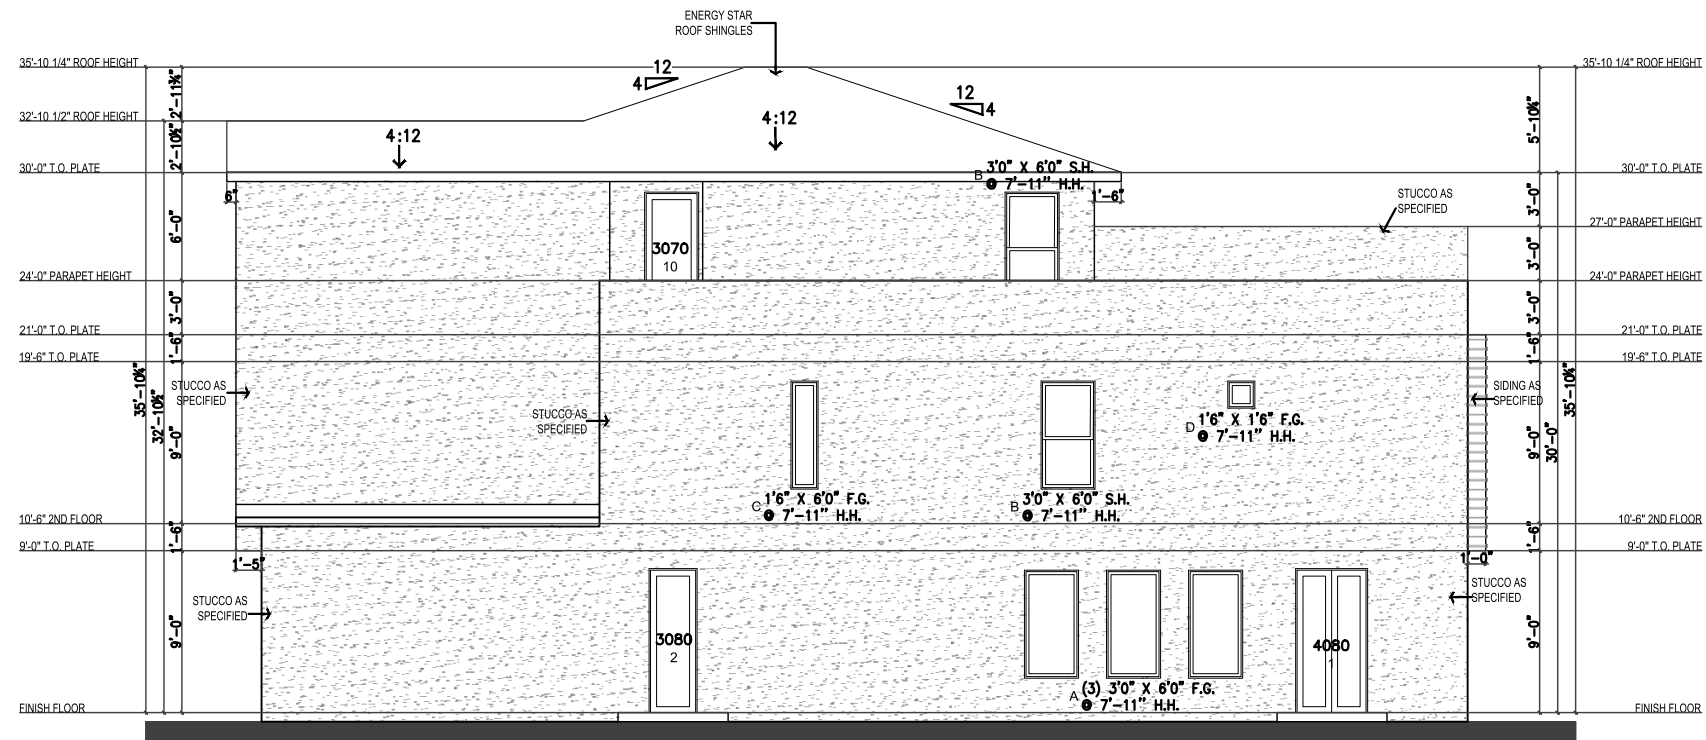 ENERGY STAR
ROOF SHINGLES
35'-10 1/4" ROOF HEIGHT
35'-10 1/4" ROOF HEIGHT
12
4
12
4
2'-11¾"
5'-10¼"
32'-10 1/2" ROOF HEIGHT
4:12
4:12
2'-10½"
30'-0" T.O. PLATE
30'-0" T.O. PLATE
B
3'0" X 6'0" S.H.
@ 7'-11" H.H.
6"
1'-6"
STUCCO AS
SPECIFIED
3'-0"
27'-0" PARAPET HEIGHT
6'-0"
3070
10
3'-0"
24'-0" PARAPET HEIGHT
24'-0" PARAPET HEIGHT
3'-0"
3'-0"
21'-0" T.O. PLATE
21'-0" T.O. PLATE
1'-6"
1'-6"
19'-6" T.O. PLATE
19'-6" T.O. PLATE
35'-10¼"
32'-10½"
STUCCO AS
SPECIFIED
STUCCO AS
SPECIFIED
SIDING AS
SPECIFIED
35'-10¼"
30'-0"
9'-0"
9'-0"
D
1'6" X 1'6" F.G.
@ 7'-11" H.H.
C
1'6" X 6'0" F.G.
@ 7'-11" H.H.
B
3'0" X 6'0" S.H.
@ 7'-11" H.H.
10'-6" 2ND FLOOR
10'-6" 2ND FLOOR
1'-6"
1'-6"
9'-0" T.O. PLATE
9'-0" T.O. PLATE
1'-5"
1'-0"
STUCCO AS
SPECIFIED
STUCCO AS
SPECIFIED
9'-0"
9'-0"
3080
2
4080
1
A
(3) 3'0" X 6'0" F.G.
@ 7'-11" H.H.
FINISH FLOOR
FINISH FLOOR